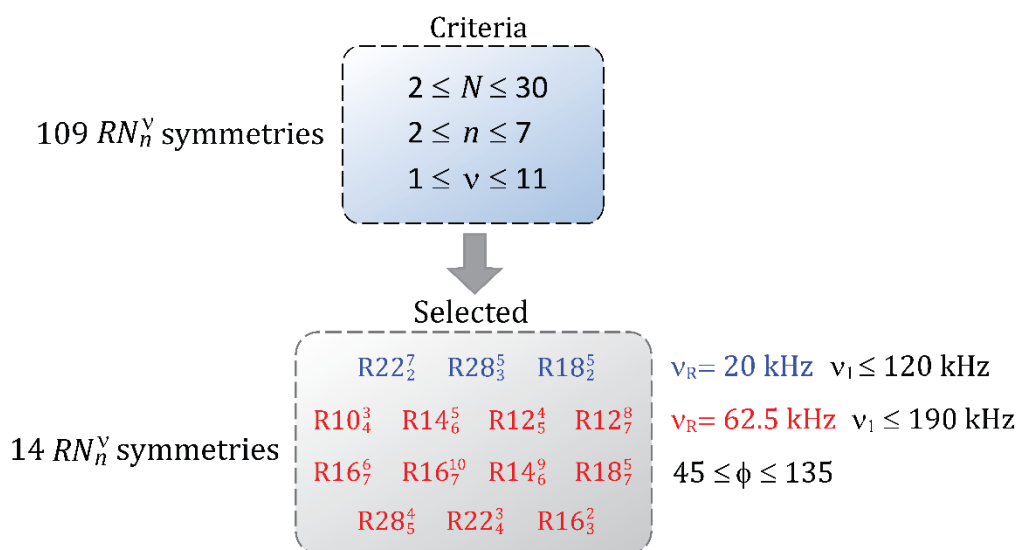 Criteria
2 ≤ N ≤ 30
109 RN_n^ν symmetries
2 ≤ n ≤ 7
1 ≤ ν ≤ 11
Selected
R22_2^7 R28_3^5 R18_2^5 ν_R= 20 kHz ν_1 ≤ 120 kHz
R10_4^3 R14_6^5 R12_5^4 R12_7^8 ν_R= 62.5 kHz ν_1 ≤ 190 kHz
14 RN_n^ν symmetries
R16_7^6 R16_7^10 R14_6^9 R18_7^5 45 ≤ ϕ ≤ 135
R28_5^4 R22_4^3 R16_3^2